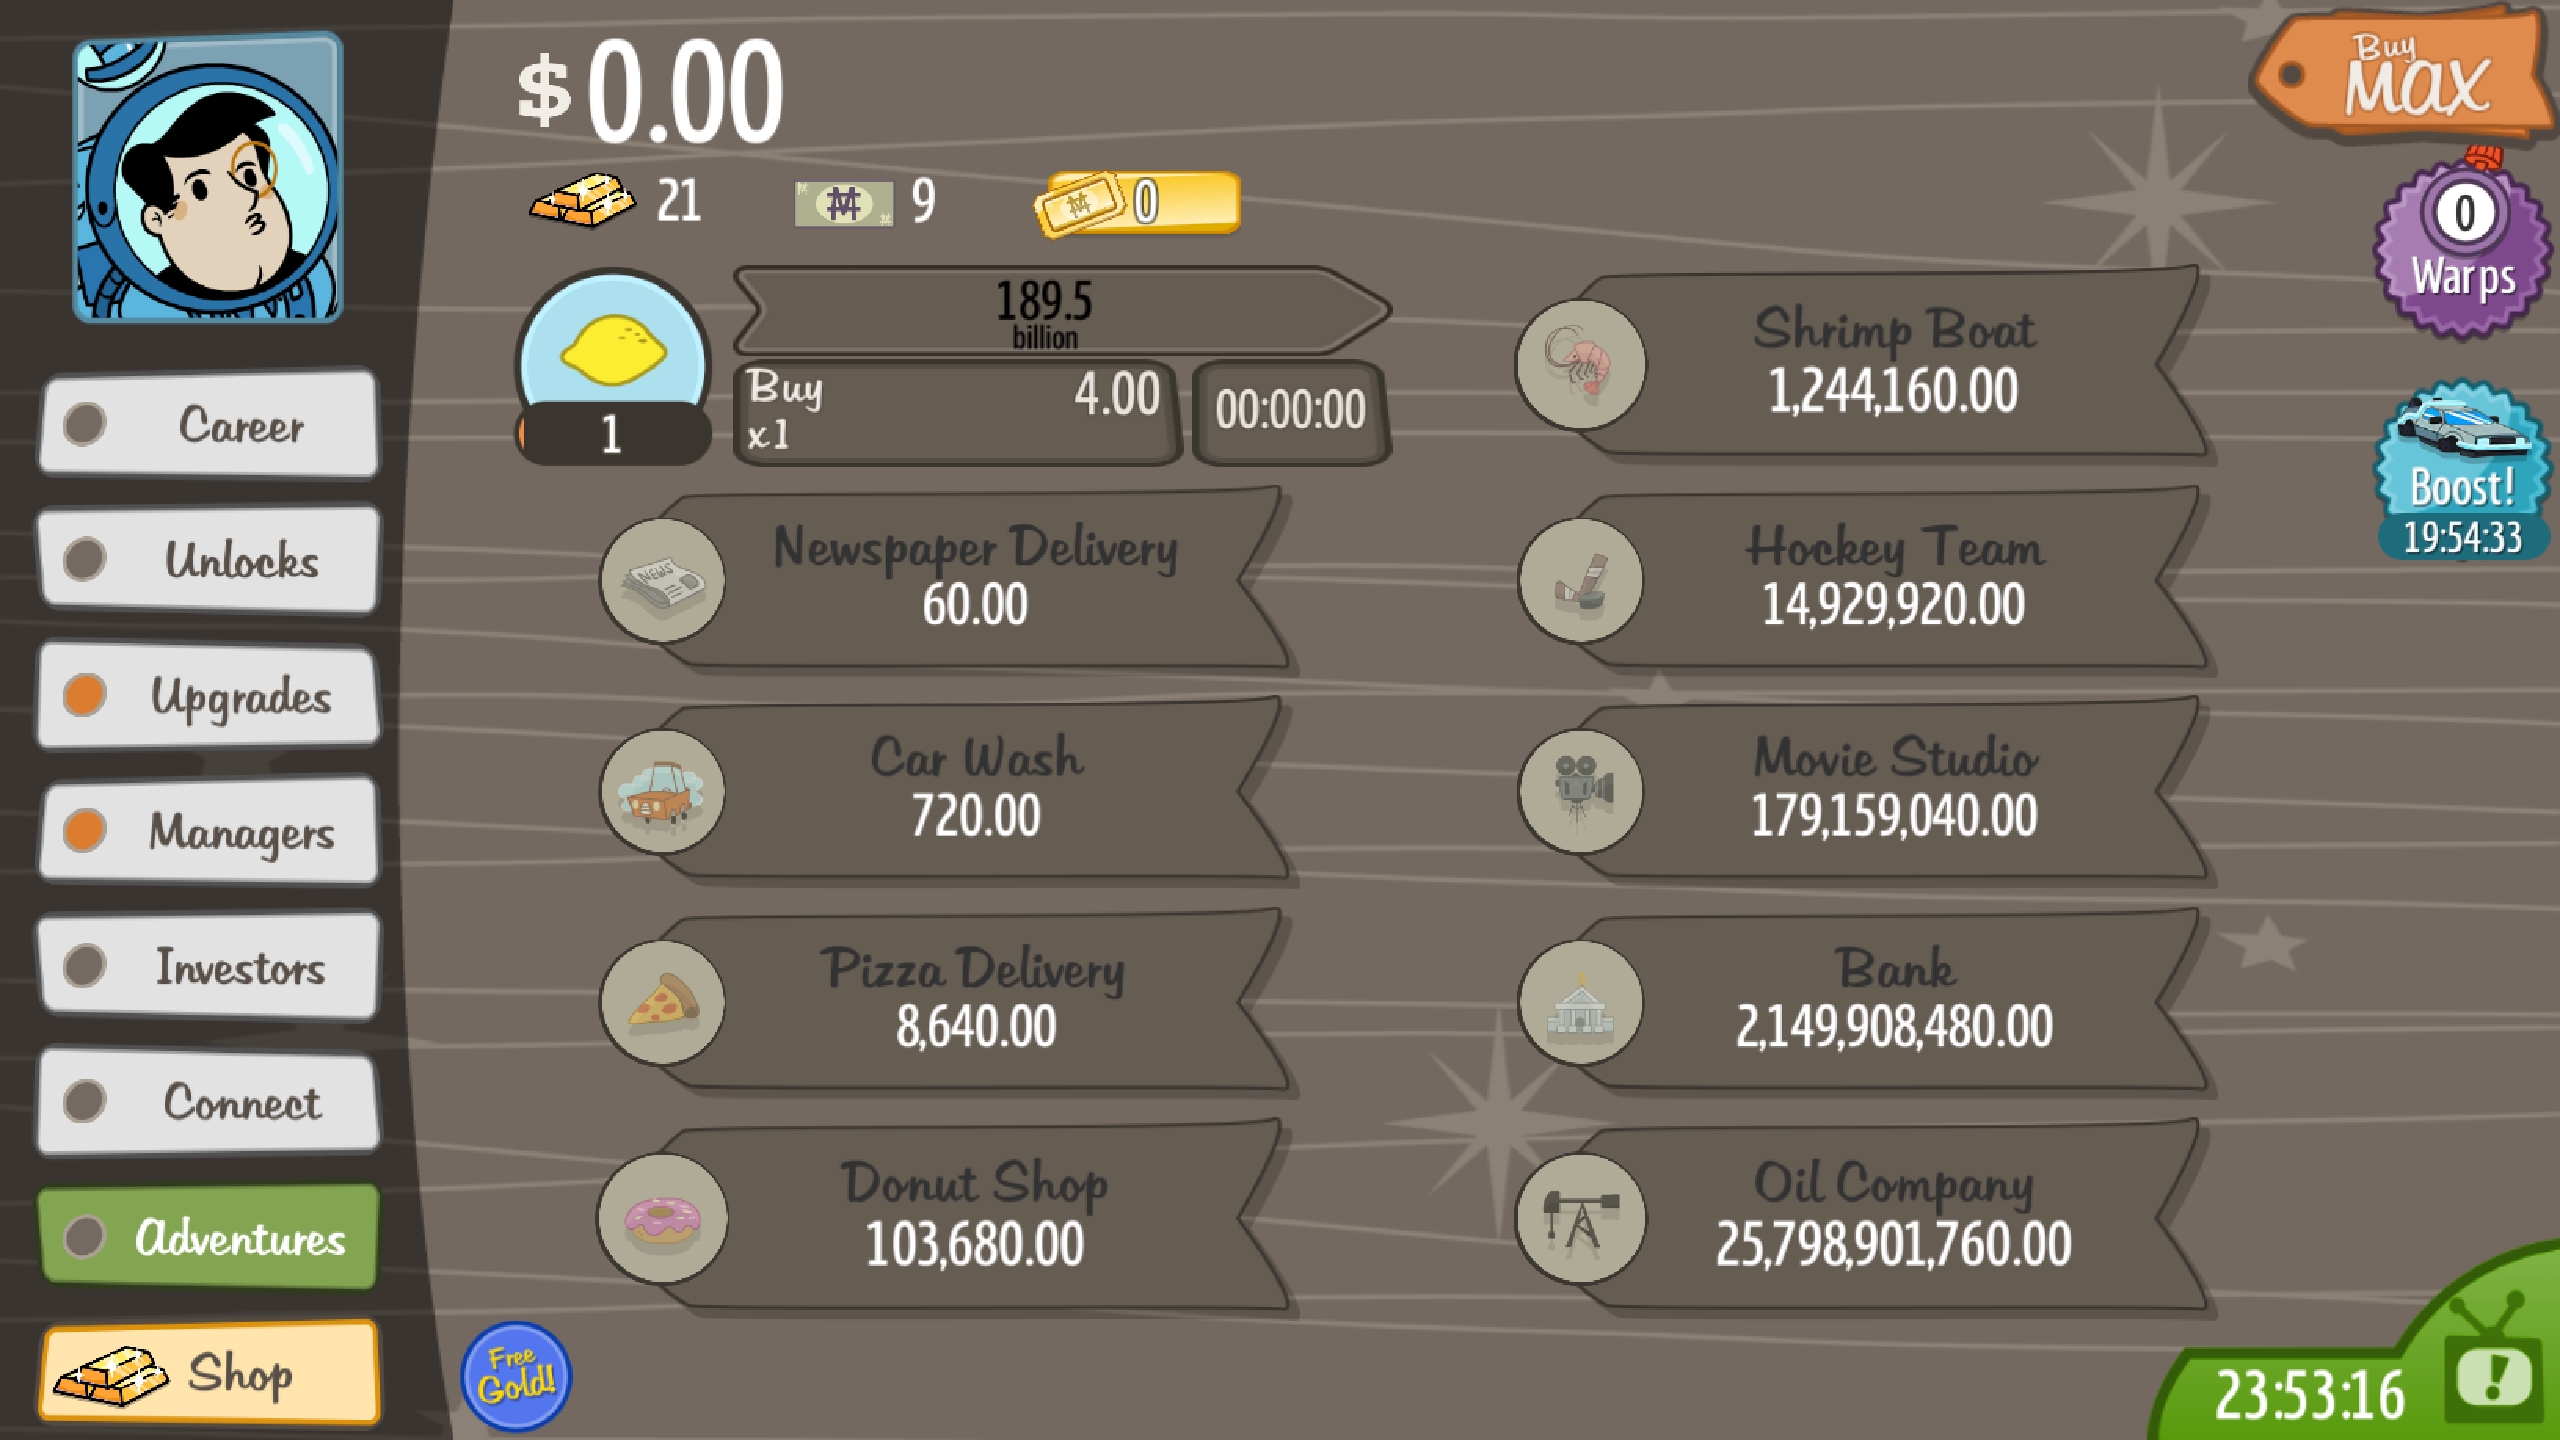 $0.00
Buy
MAX
21
9
0
0
Warps
Boost!
19:54:33
Career
Unlocks
Upgrades
Managers
Investors
Connect
Adventures
Shop
189.5
billion
1
Buy
x1
4.00
00:00:00
NEWS
Newspaper Delivery
60.00
Car Wash
720.00
Pizza Delivery
8,640.00
Donut Shop
103,680.00
Shrimp Boat
1,244,160.00
Hockey Team
14,929,920.00
Movie Studio
179,159,040.00
Bank
2,149,908,480.00
Oil Company
25,798,901,760.00
Free
Gold!
23:53:16
!